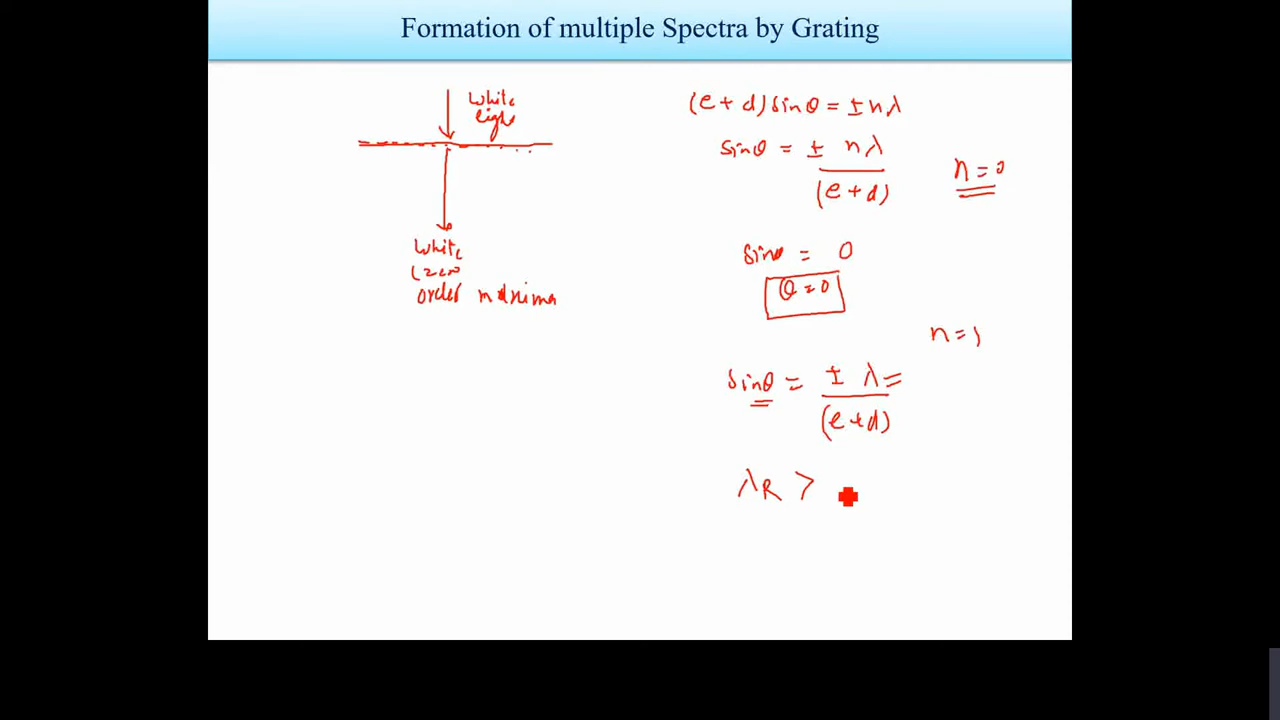 Formation of multiple Spectra by Grating
White
light
White
(zero
order maxima
(e+d) sinθ = ± nλ
sinθ = ± nλ
(e+d)
n=0
sinθ = 0
θ=0
n=1
sinθ = ± λ=
(e+d)
λR >